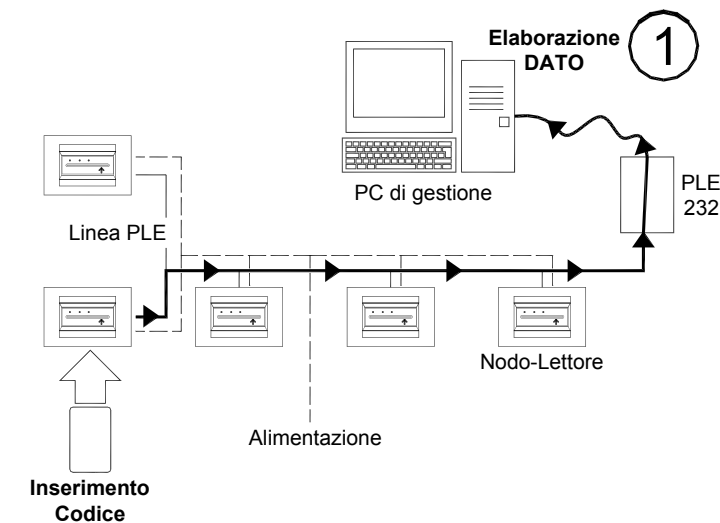 Elaborazione
DATO
1
PC di gestione
PLE
232
Linea PLE
Nodo-Lettore
Alimentazione
Inserimento
Codice